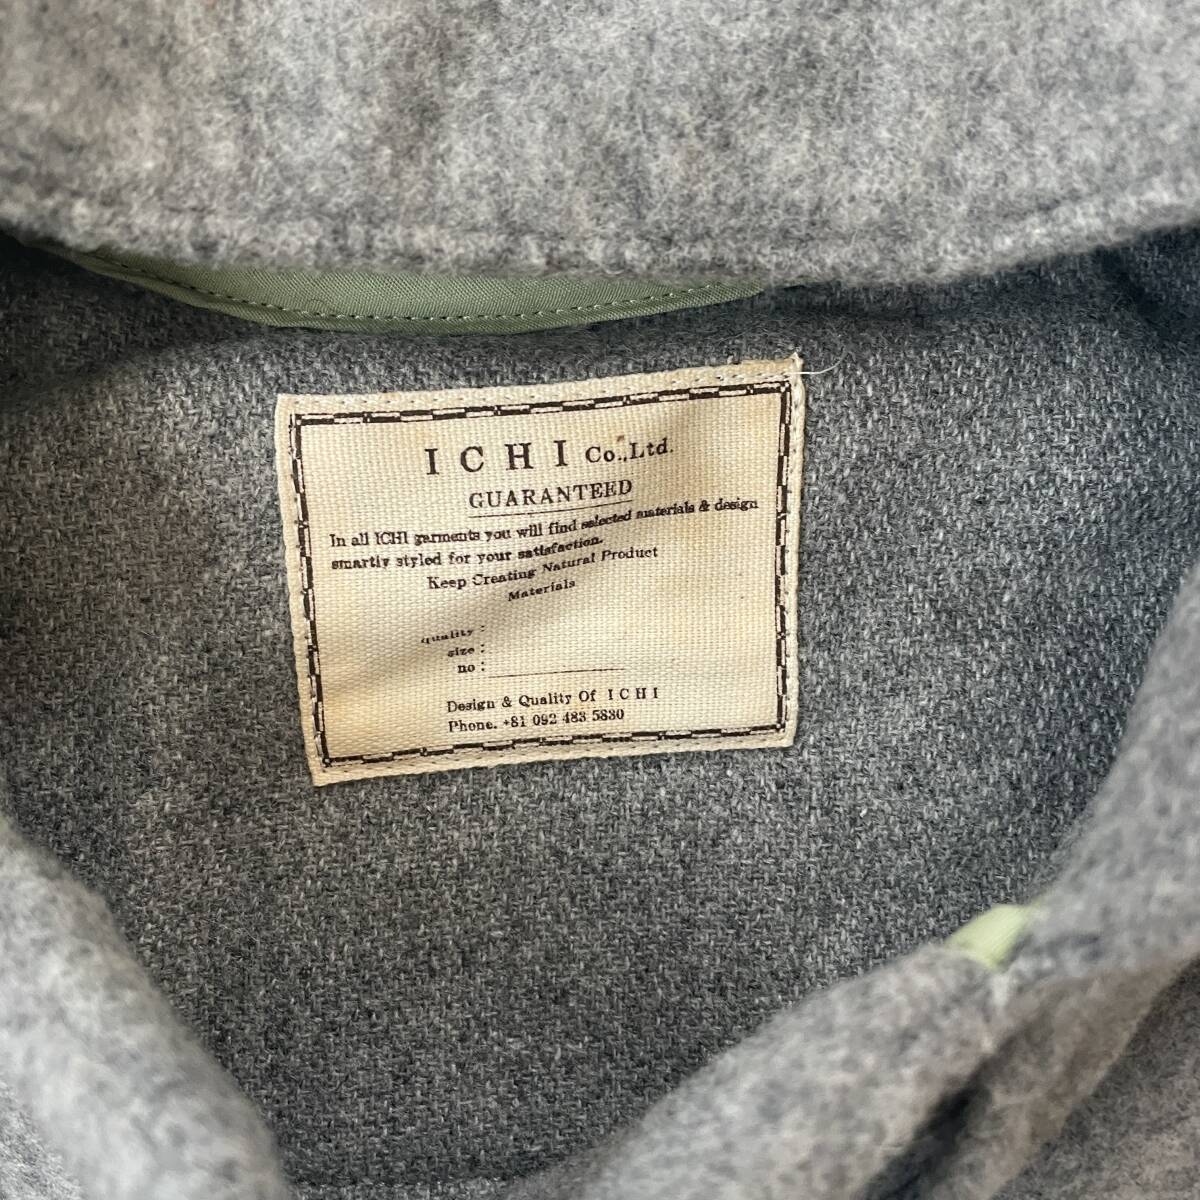 ICHI Co.,Ltd.
GUARANTEED
In all ICHI garments you will find selected materials & design
smartly styled for your satisfaction.
Keep Creating Natural Product
Materials
quality :
size :
no :
Design & Quality Of ICHI
Phone. +81 092 483 5830